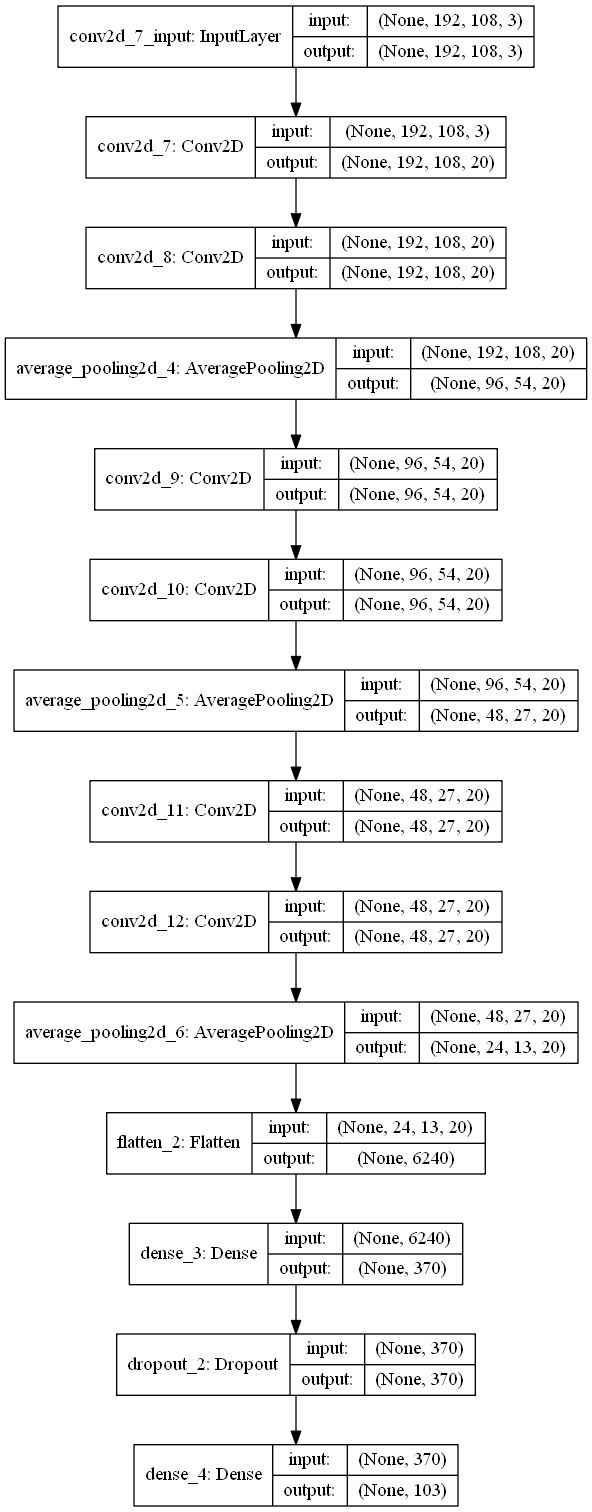 conv2d_7_input: InputLayer
input: (None, 192, 108, 3)
output: (None, 192, 108, 3)
conv2d_7: Conv2D
input: (None, 192, 108, 3)
output: (None, 192, 108, 20)
conv2d_8: Conv2D
input: (None, 192, 108, 20)
output: (None, 192, 108, 20)
average_pooling2d_4: AveragePooling2D
input: (None, 192, 108, 20)
output: (None, 96, 54, 20)
conv2d_9: Conv2D
input: (None, 96, 54, 20)
output: (None, 96, 54, 20)
conv2d_10: Conv2D
input: (None, 96, 54, 20)
output: (None, 96, 54, 20)
average_pooling2d_5: AveragePooling2D
input: (None, 96, 54, 20)
output: (None, 48, 27, 20)
conv2d_11: Conv2D
input: (None, 48, 27, 20)
output: (None, 48, 27, 20)
conv2d_12: Conv2D
input: (None, 48, 27, 20)
output: (None, 48, 27, 20)
average_pooling2d_6: AveragePooling2D
input: (None, 48, 27, 20)
output: (None, 24, 13, 20)
flatten_2: Flatten
input: (None, 24, 13, 20)
output: (None, 6240)
dense_3: Dense
input: (None, 6240)
output: (None, 370)
dropout_2: Dropout
input: (None, 370)
output: (None, 370)
dense_4: Dense
input: (None, 370)
output: (None, 103)